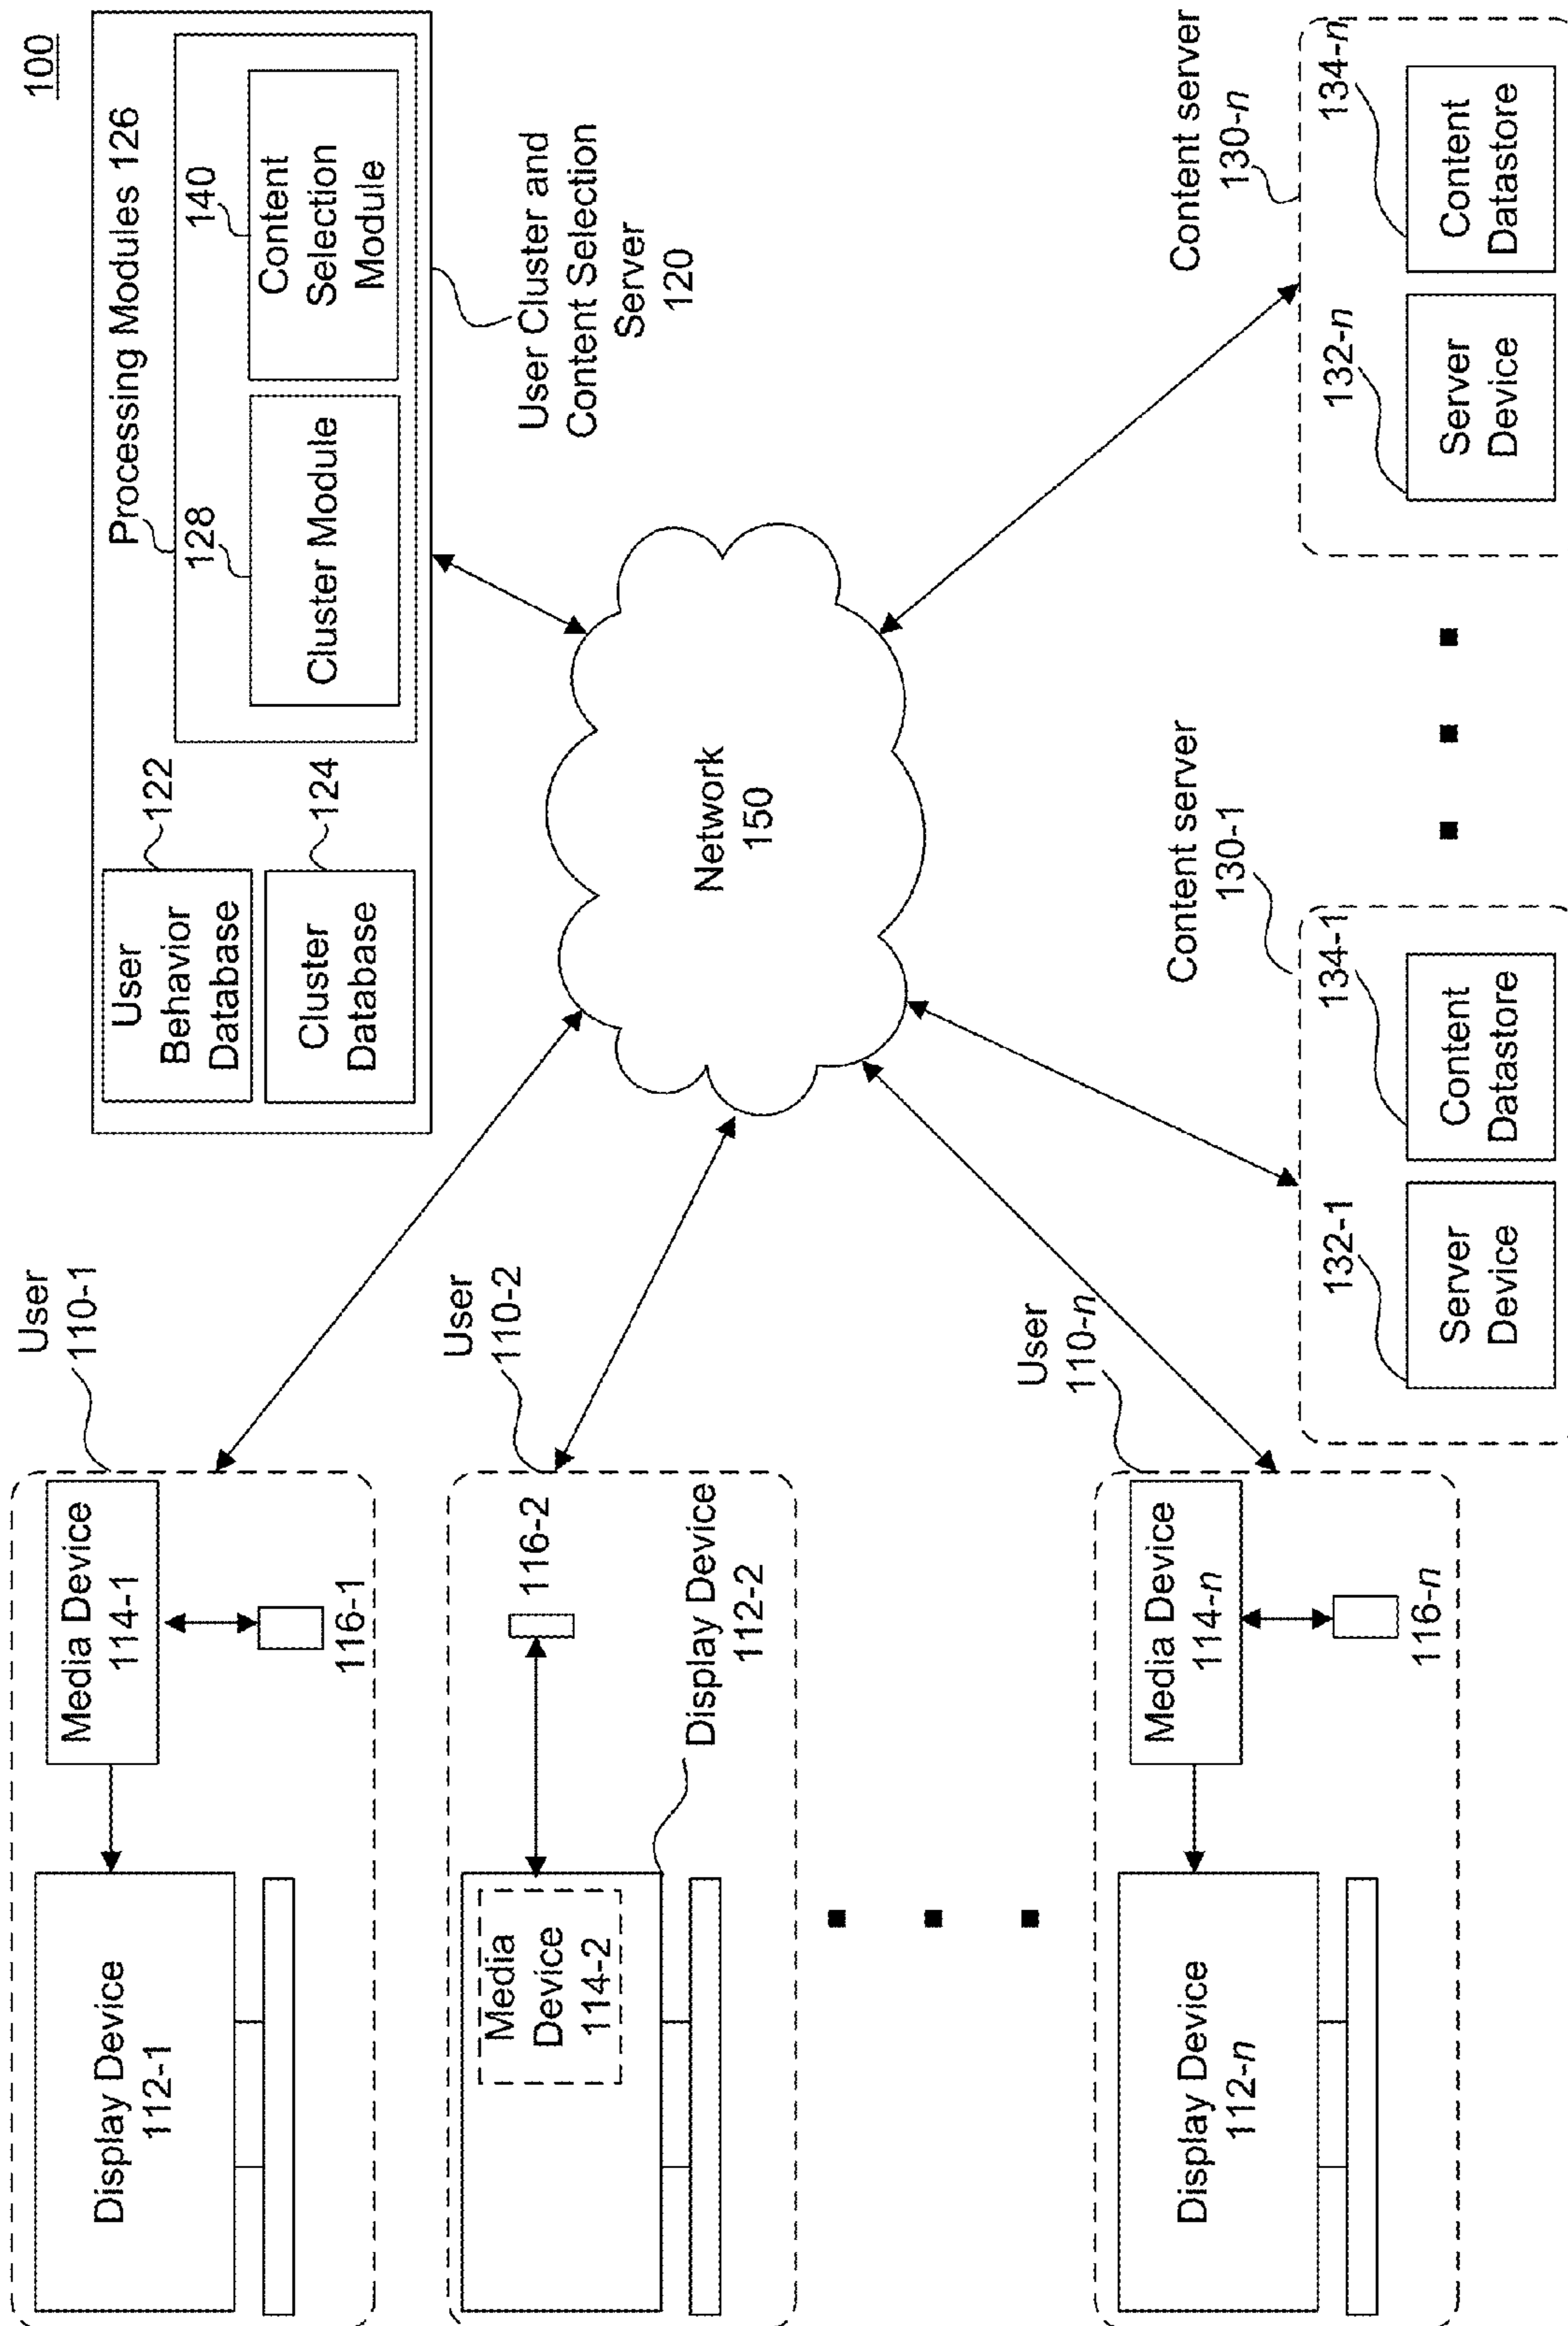 100
User
110-1
Display Device
112-1
Media Device
114-1
116-1
User
110-2
Media
Device
114-2
116-2
Display Device
112-2
User
110-n
Display Device
112-n
Media Device
114-n
116-n
User
Behavior
Database
122
Cluster
Database
124
Processing Modules 126
128
Cluster Module
140
Content
Selection
Module
User Cluster and
Content Selection
Server
120
Network
150
Content server
130-1
132-1
Server
Device
134-1
Content
Datastore
Content server
130-n
132-n
Server
Device
134-n
Content
Datastore